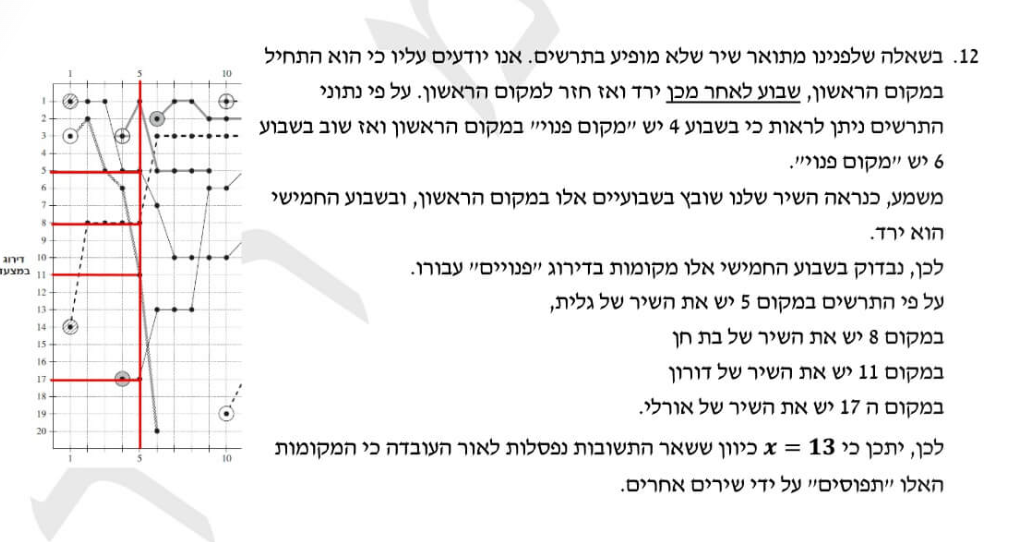 12. בשאלה שלפנינו מתואר שיר שלא מופיע בתרשים. אנו יודעים עליו כי הוא התחיל
במקום הראשון, שבוע לאחר מכן ירד ואז חזר למקום הראשון. על פי נתוני
התרשים ניתן לראות כי בשבוע 4 יש "מקום פנוי" במקום הראשון ואז שוב בשבוע
6 יש "מקום פנוי".
משמע, כנראה השיר שלנו שובץ בשבועיים אלו במקום הראשון, ובשבוע החמישי
הוא ירד.
לכן, נבדוק בשבוע החמישי אלו מקומות בדירוג "פנויים" עבורו.
על פי התרשים במקום 5 יש את השיר של גלית,
במקום 8 יש את השיר של בת חן
במקום 11 יש את השיר של דורון
במקום ה 17 יש את השיר של אורלי.
לכן, יתכן כי x = 13 כיוון ששאר התשובות נפסלות לאור העובדה כי המקומות
האלו "תפוסים" על ידי שירים אחרים.
1 5 10
1
2
3
4
5
6
7
8
9
10
11
12
13
14
15
16
17
18
19
20
דירוג
במצעד
1 5 10